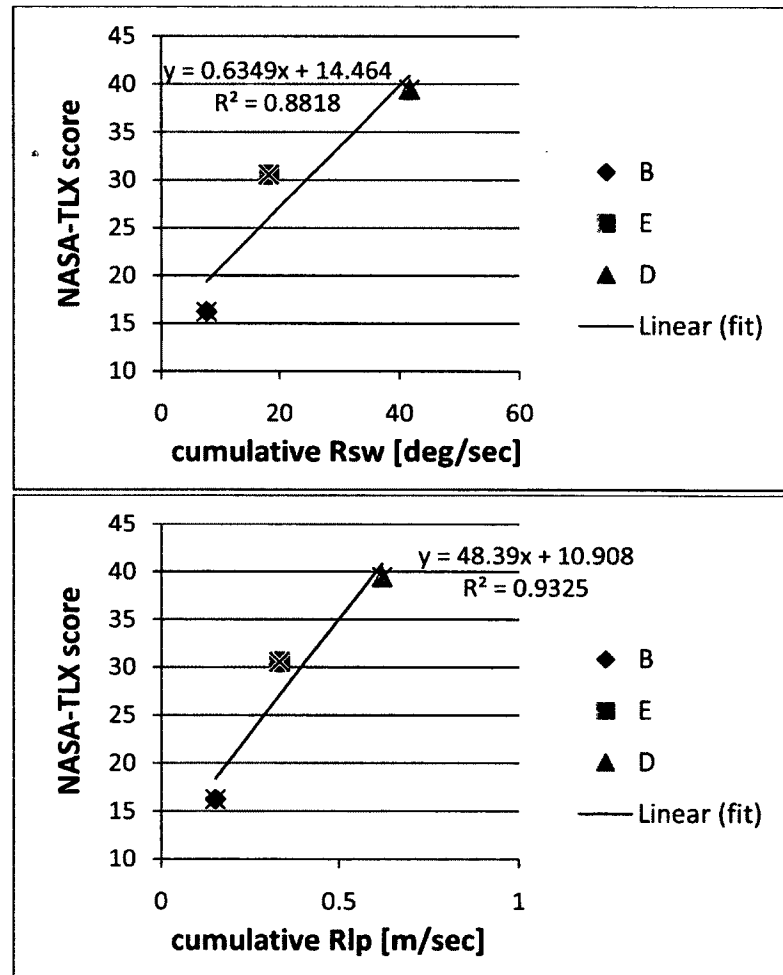 45
40
35
30
25
20
15
10
NASA-TLX score
y = 0.6349x + 14.464
R² = 0.8818
B
E
D
Linear (fit)
0 20 40 60
cumulative Rsw [deg/sec]
45
40
35
30
25
20
15
10
NASA-TLX score
y = 48.39x + 10.908
R² = 0.9325
B
E
D
Linear (fit)
0 0.5 1
cumulative Rlp [m/sec]